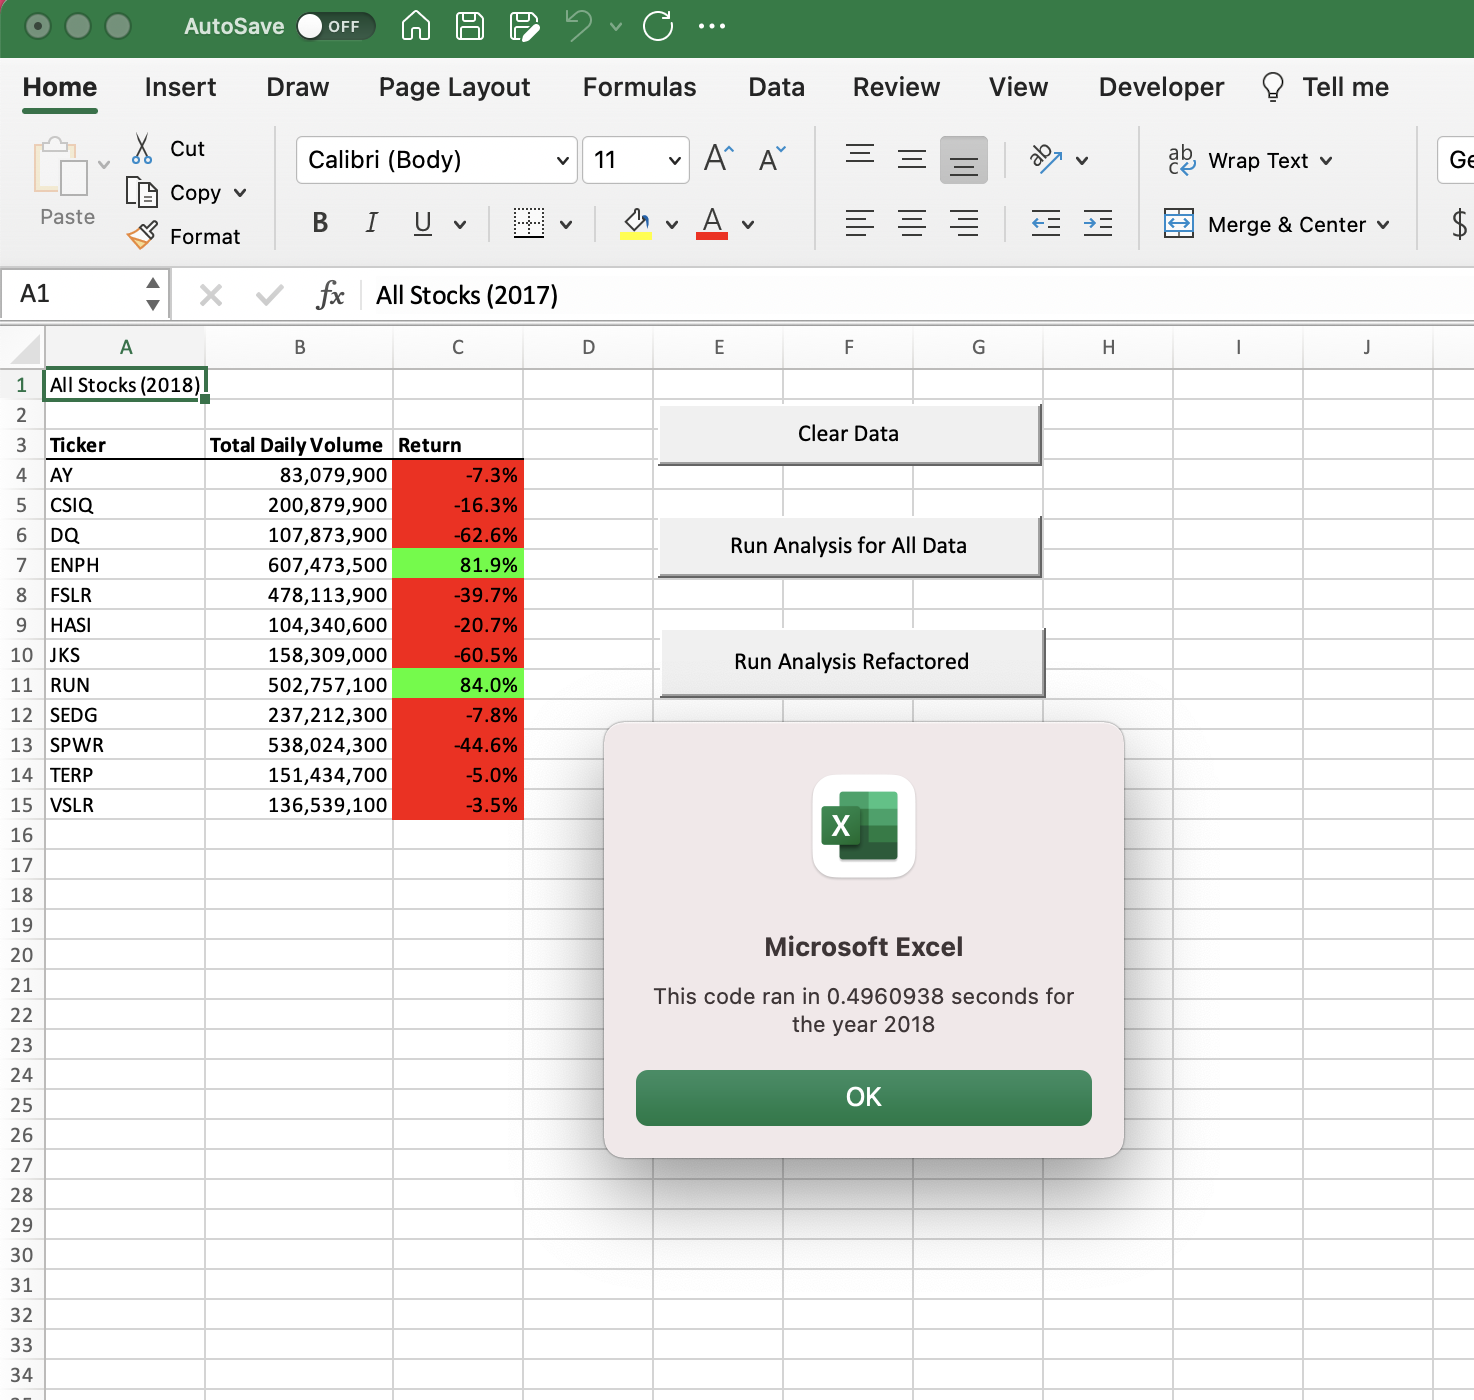 AutoSave OFF
Home Insert Draw Page Layout Formulas Data Review View Developer Tell me
Paste
Cut
Copy
Format
Calibri (Body) 11 A A
B I U A
ab Wrap Text
Merge & Center
Ge
$
A1 fx All Stocks (2017)
A B C D E F G H I J
1 All Stocks (2018)
2
3 Ticker Total Daily Volume Return
4 AY 83,079,900 -7.3%
5 CSIQ 200,879,900 -16.3%
6 DQ 107,873,900 -62.6%
7 ENPH 607,473,500 81.9%
8 FSLR 478,113,900 -39.7%
9 HASI 104,340,600 -20.7%
10 JKS 158,309,000 -60.5%
11 RUN 502,757,100 84.0%
12 SEDG 237,212,300 -7.8%
13 SPWR 538,024,300 -44.6%
14 TERP 151,434,700 -5.0%
15 VSLR 136,539,100 -3.5%
16
17
18
19
20
21
22
23
24
25
26
27
28
29
30
31
32
33
34
Clear Data
Run Analysis for All Data
Run Analysis Refactored
X
Microsoft Excel
This code ran in 0.4960938 seconds for
the year 2018
OK